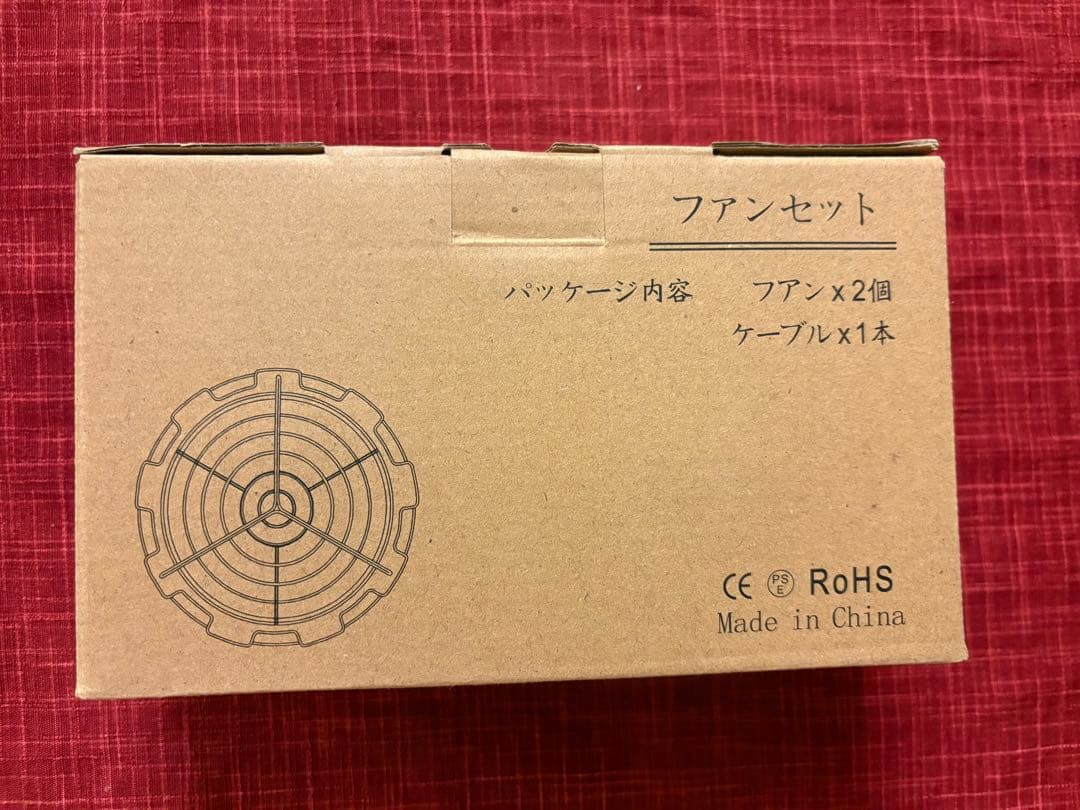 ファンセット
パッケージ内容 フアンx2個
ケーブルx1本
CE PSE RoHS
Made in China